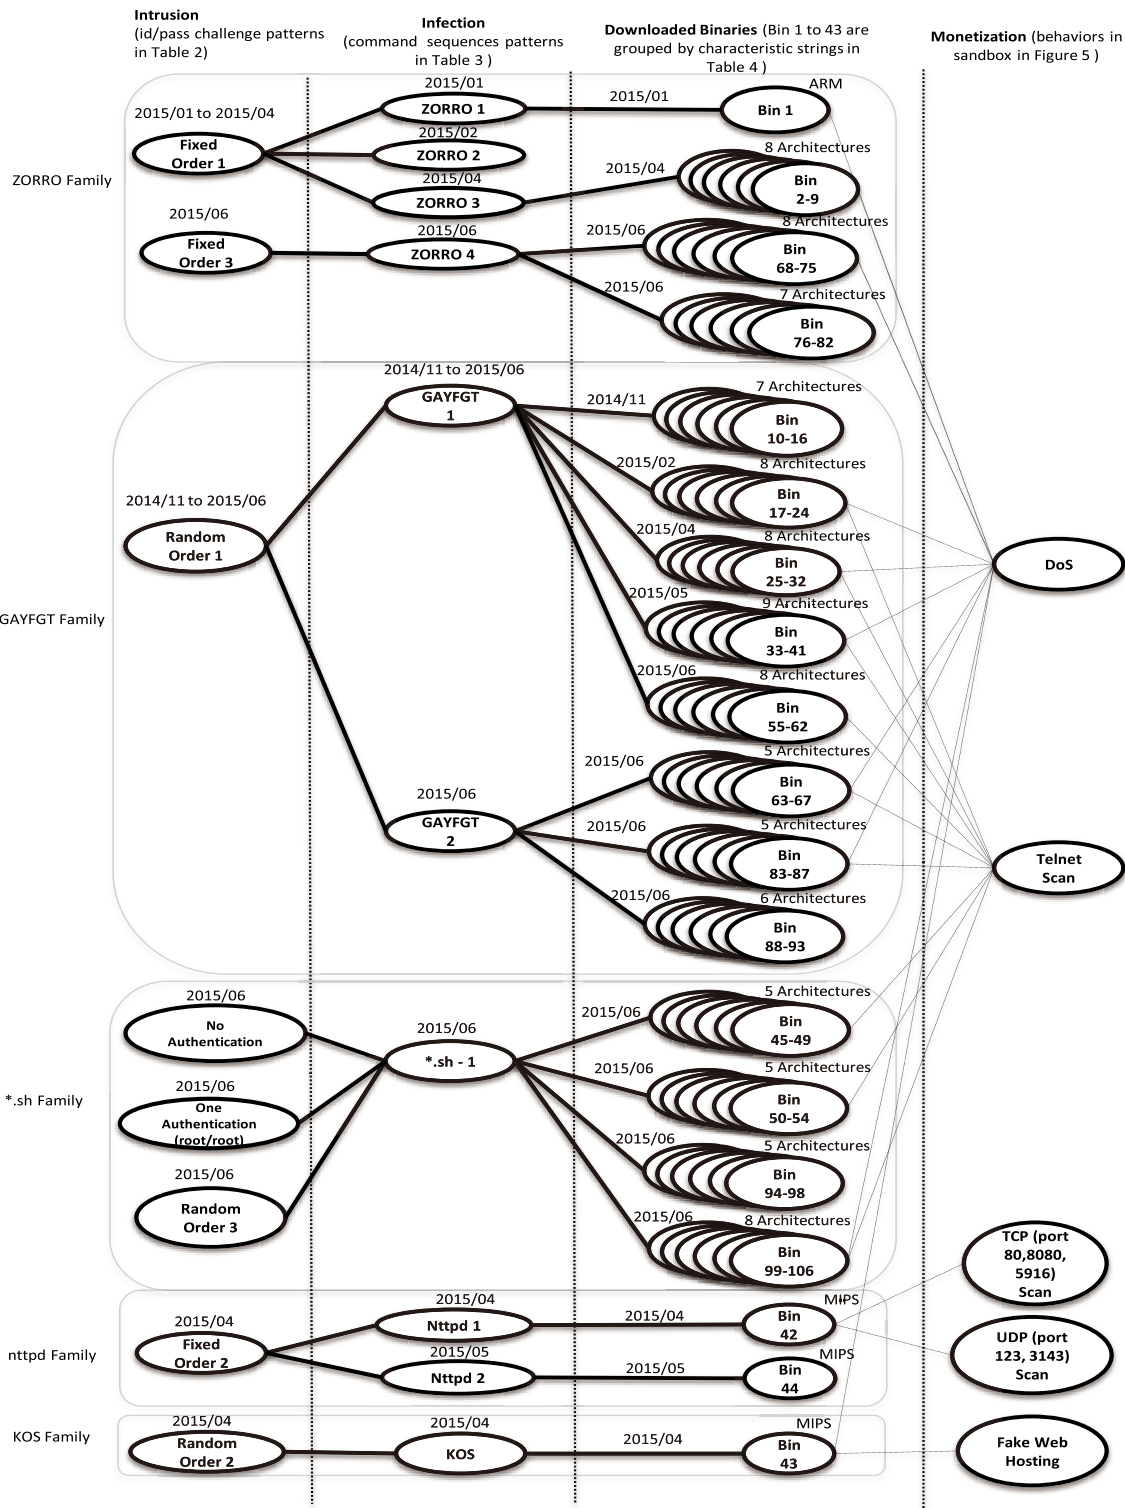 Intrusion
(id/pass challenge patterns
in Table 2)
Infection
(command sequences patterns
in Table 3 )
Downloaded Binaries (Bin 1 to 43 are
grouped by characteristic strings in
Table 4 )
Monetization (behaviors in
sandbox in Figure 5 )
ZORRO Family
2015/01 to 2015/04
Fixed
Order 1
2015/06
Fixed
Order 3
2015/01
ZORRO 1
2015/02
ZORRO 2
2015/04
ZORRO 3
2015/06
ZORRO 4
2015/01
ARM
Bin 1
2015/04
8 Architectures
Bin
2-9
2015/06
8 Architectures
Bin
68-75
2015/06
7 Architectures
Bin
76-82
GAYFGT Family
2014/11 to 2015/06
Random
Order 1
2014/11 to 2015/06
GAYFGT
1
2015/06
GAYFGT
2
2014/11
7 Architectures
Bin
10-16
2015/02
8 Architectures
Bin
17-24
2015/04
8 Architectures
Bin
25-32
2015/05
9 Architectures
Bin
33-41
2015/06
8 Architectures
Bin
55-62
2015/06
5 Architectures
Bin
63-67
2015/06
5 Architectures
Bin
83-87
2015/06
6 Architectures
Bin
88-93
DoS
Telnet
Scan
*.sh Family
2015/06
No
Authentication
2015/06
One
Authentication
(root/root)
2015/06
Random
Order 3
2015/06
*.sh - 1
2015/06
5 Architectures
Bin
45-49
2015/06
5 Architectures
Bin
50-54
2015/06
5 Architectures
Bin
94-98
2015/06
8 Architectures
Bin
99-106
TCP (port
80,8080,
5916)
Scan
nttpd Family
2015/04
Fixed
Order 2
2015/04
Nttpd 1
2015/05
Nttpd 2
2015/04
MIPS
Bin
42
2015/05
MIPS
Bin
44
UDP (port
123, 3143)
Scan
KOS Family
2015/04
Random
Order 2
2015/04
KOS
2015/04
MIPS
Bin
43
Fake Web
Hosting